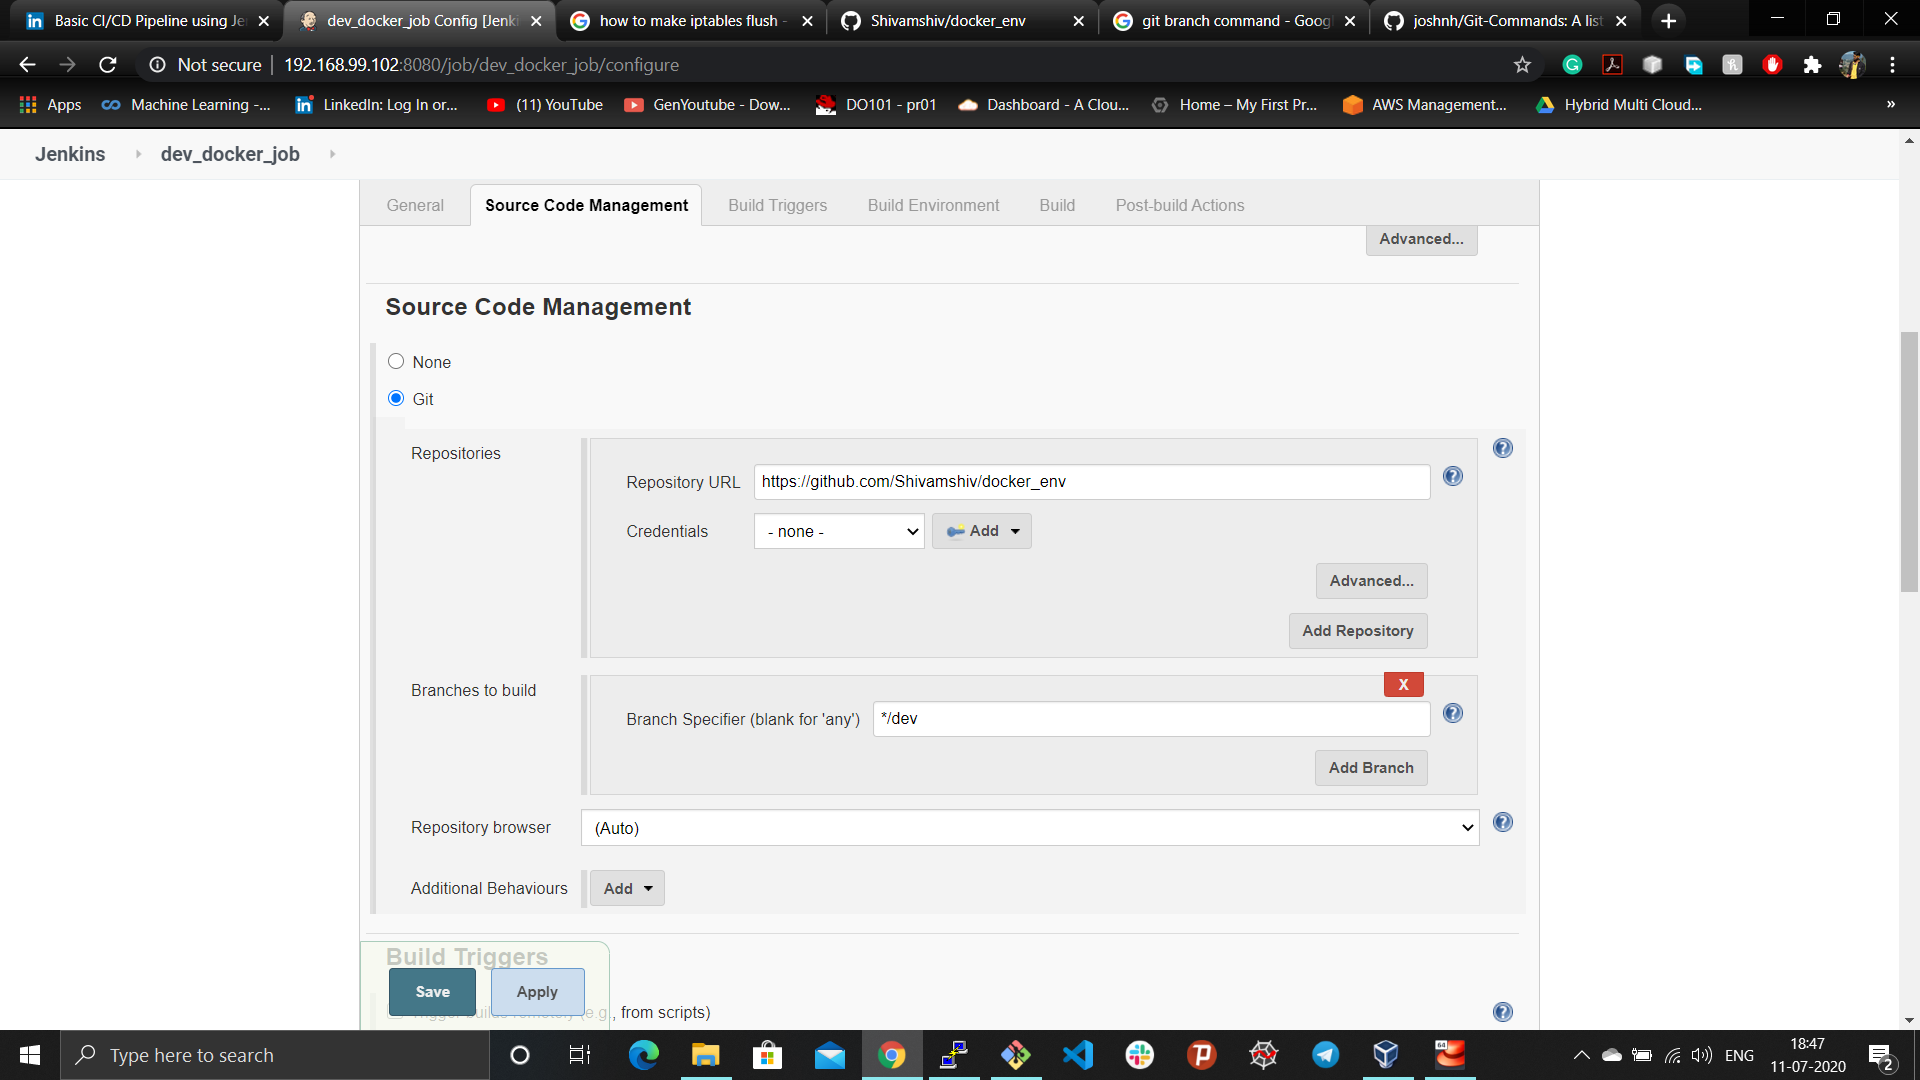 Basic CI/CD Pipeline using Je
dev_docker_job Config [Jenki
how to make iptables flush -
Shivamshiv/docker_env
git branch command - Goog
joshnh/Git-Commands: A list
Not secure
192.168.99.102:8080/job/dev_docker_job/configure
Apps
Machine Learning -...
LinkedIn: Log In or...
(11) YouTube
GenYoutube - Dow...
DO101 - pr01
Dashboard - A Clou...
Home – My First Pr...
AWS Management...
Hybrid Multi Cloud...
»
Jenkins
dev_docker_job
General
Source Code Management
Build Triggers
Build Environment
Build
Post-build Actions
Advanced...
Source Code Management
None
Git
Repositories
Repository URL
https://github.com/Shivamshiv/docker_env
Credentials
- none -
Add
Advanced...
Add Repository
Branches to build
X
Branch Specifier (blank for 'any')
*/dev
Add Branch
Repository browser
(Auto)
Additional Behaviours
Add
Build Triggers
Save
Apply
Trigger builds remotely (e.g., from scripts)
Type here to search
ENG
18:47
11-07-2020
2